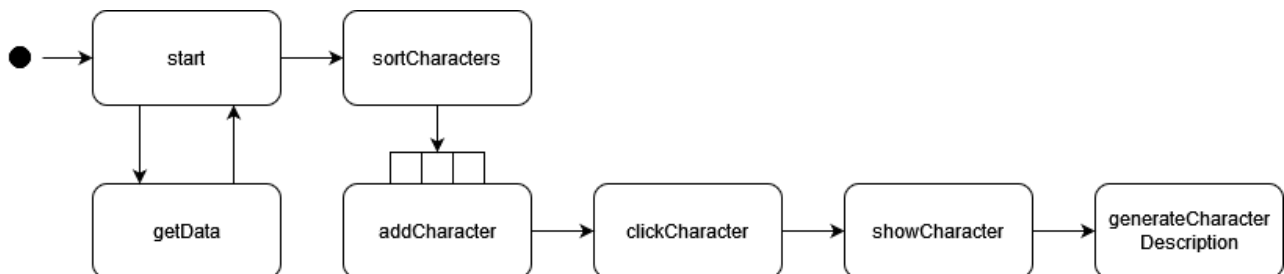 start
sortCharacters
getData
addCharacter
clickCharacter
showCharacter
generateCharacter
Description